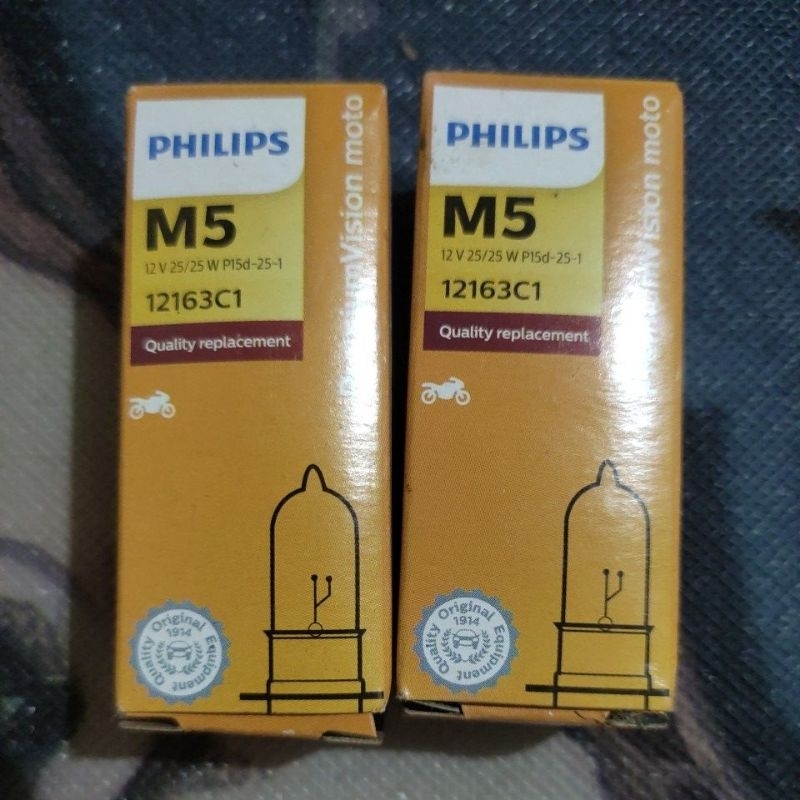 PHILIPS
M5
12 V 25/25 W P15d-25-1
12163C1
Quality replacement
Vision moto
Quality Original Equipment
1914
PHILIPS
M5
12 V 25/25 W P15d-25-1
12163C1
Quality replacement
Vision moto
Quality Original Equipment
1914